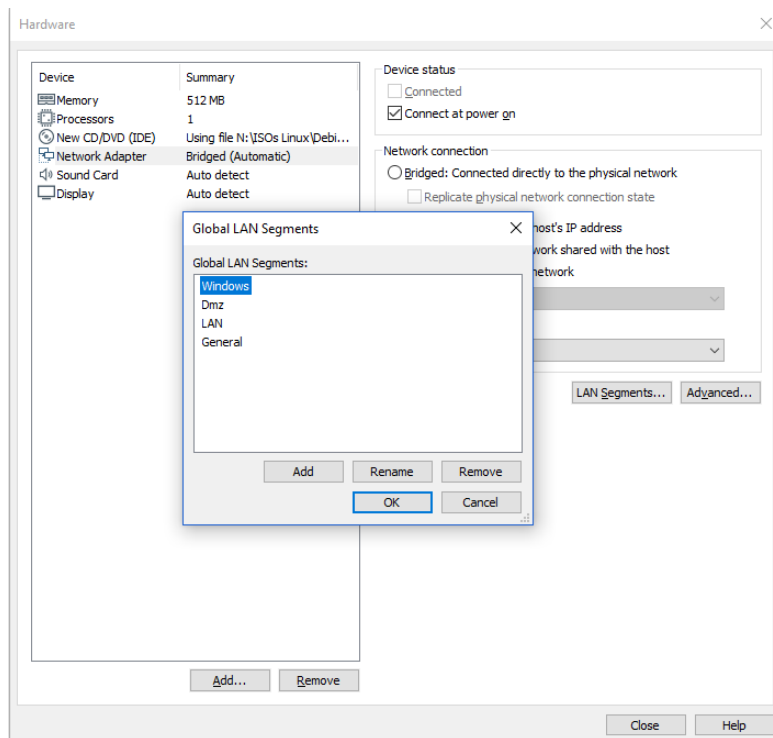 Hardware
Device Summary
Memory 512 MB
Processors 1
New CD/DVD (IDE) Using file N:\ISOs Linux\Debi...
Network Adapter Bridged (Automatic)
Sound Card Auto detect
Display Auto detect
Add... Remove
Device status
Connected
Connect at power on
Network connection
Bridged: Connected directly to the physical network
Replicate physical network connection state
host's IP address
work shared with the host
network
LAN Segments... Advanced...
Global LAN Segments
Global LAN Segments:
Windows
Dmz
LAN
General
Add Rename Remove
OK Cancel
Close Help